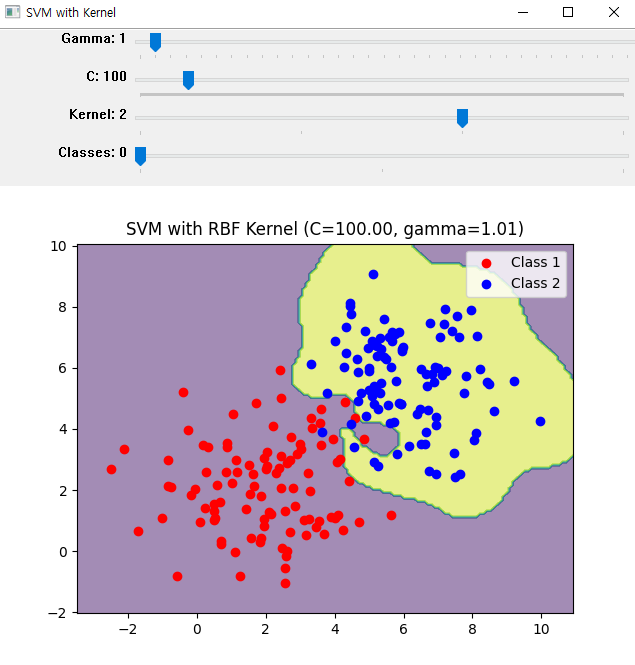 SVM with Kernel
Gamma: 1
C: 100
Kernel: 2
Classes: 0
SVM with RBF Kernel (C=100.00, gamma=1.01)
Class 1
Class 2
10
8
6
4
2
0
−2
−2 0 2 4 6 8 10